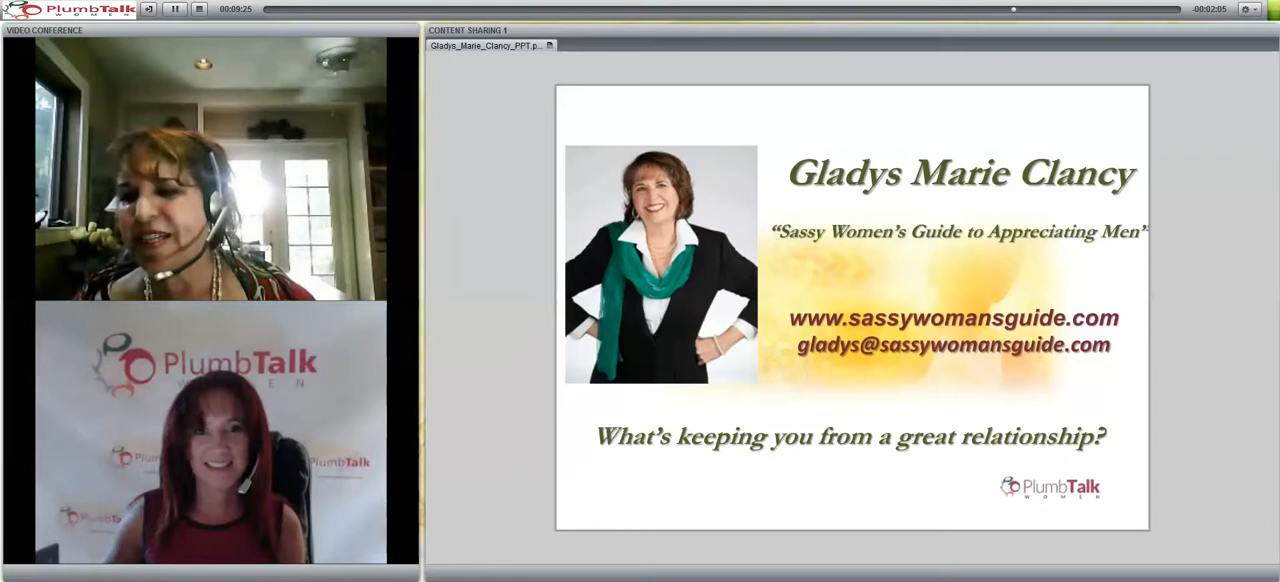 PlumbTalk
WOMEN
00:09:25
-00:02:05
VIDEO CONFERENCE
CONTENT SHARING 1
Gladys_Marie_Clancy_PPT.p...
Gladys Marie Clancy
“Sassy Women's Guide to Appreciating Men”
www.sassywomansguide.com
gladys@sassywomansguide.com
What's keeping you from a great relationship?
PlumbTalk
WOMEN
PlumbTalk
WOMEN
PlumbTalk
PlumbTalk